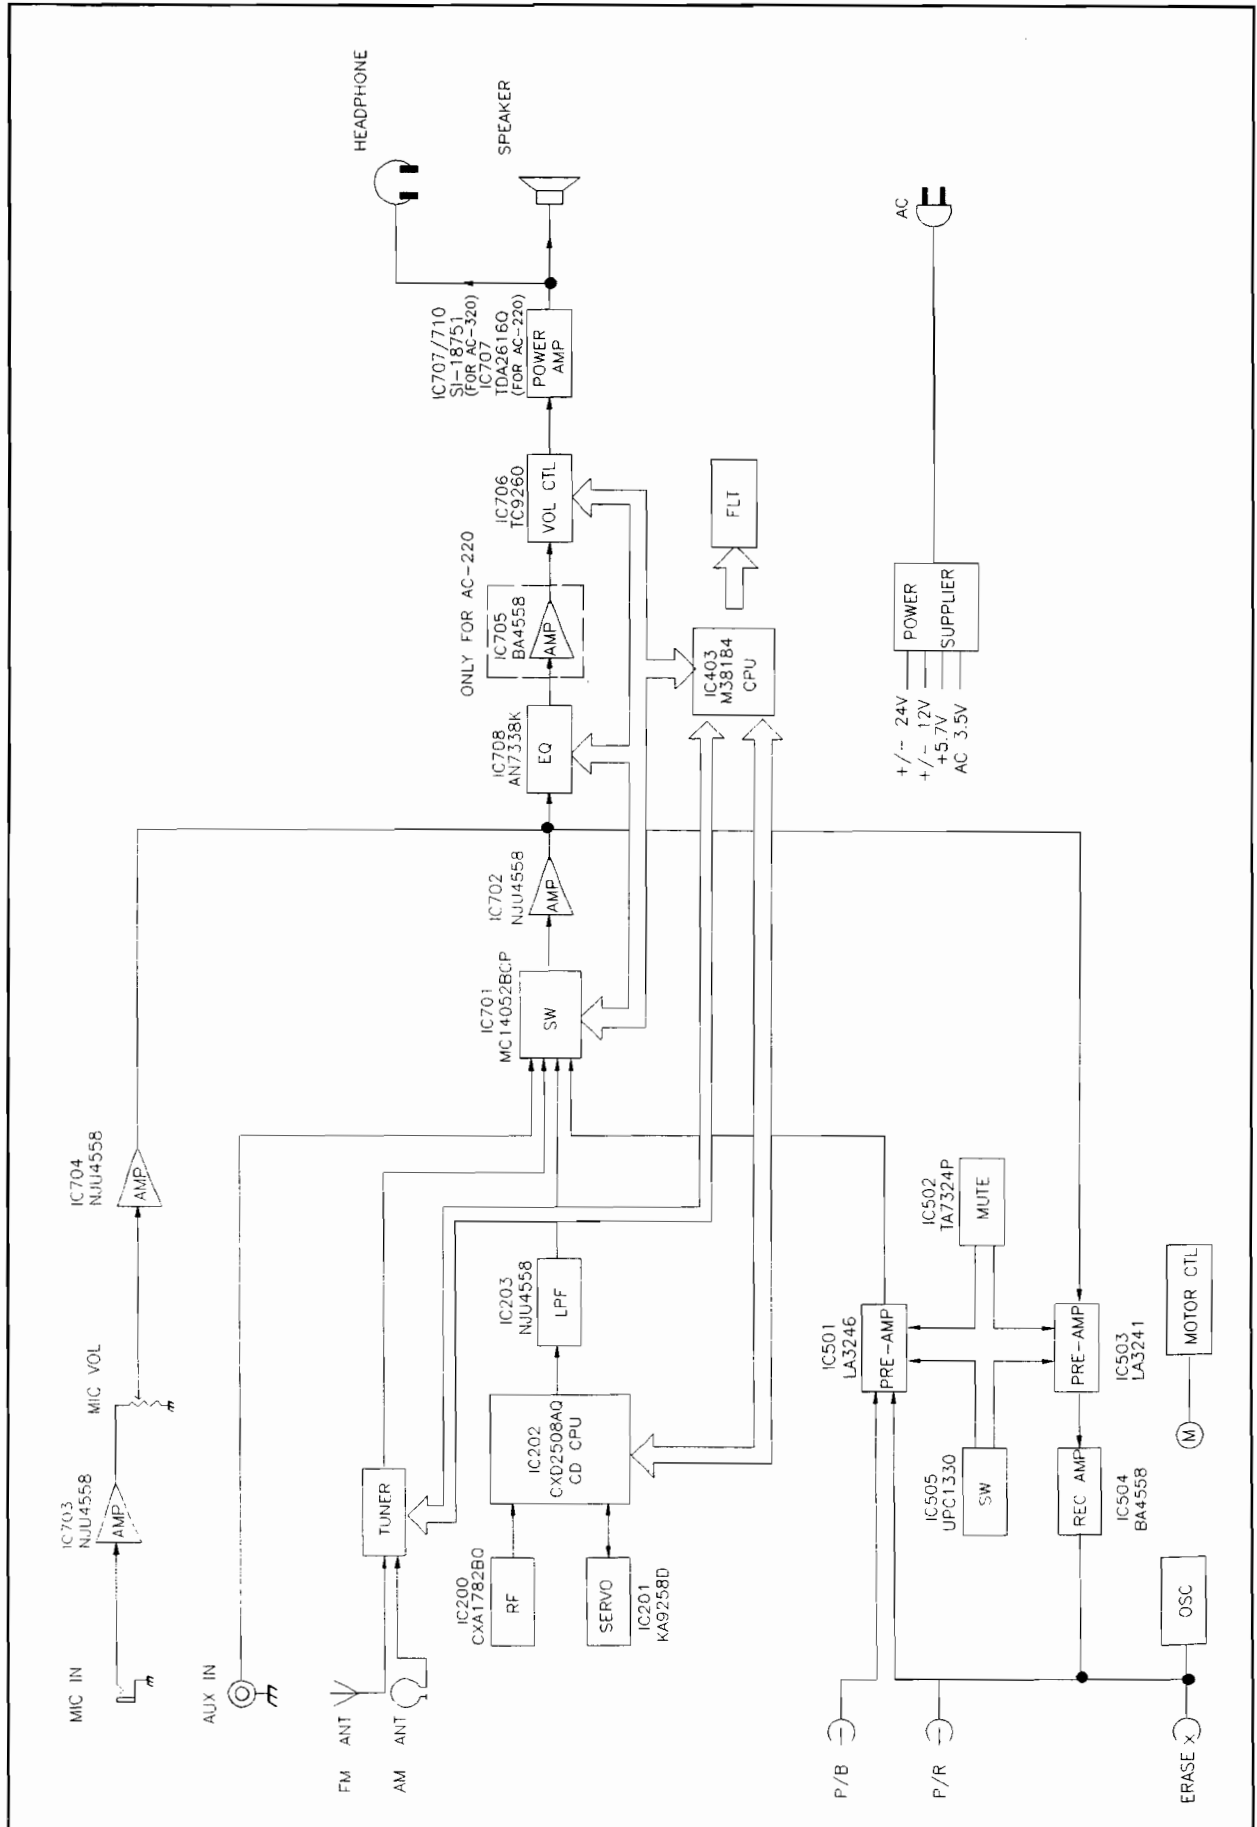 MIC IN
IC703
NJU4558
AMP
MIC VOL
IC704
NJU4558
AMP
AUX IN
FM ANT
AM ANT
TUNER
IC200
CXA1782BQ
RF
SERVO
IC201
KA9258D
IC202
CXD2508AQ
CD CPU
IC203
NJU4558
LPF
IC701
MC14052BCP
SW
IC702
NJU4558
AMP
IC708
AN7338K
EQ
ONLY FOR AC-220
IC705
BA4558
AMP
IC706
TC9260
VOL CTL
IC707/710
SI-18751
(FOR AC-320)
IC707
TDA2616Q
(FOR AC-220)
POWER
AMP
HEADPHONE
SPEAKER
IC403
M38184
CPU
FLT
P/B
P/R
ERASE X
OSC
IC501
LA3246
PRE-AMP
IC502
TA7324P
MUTE
IC505
UPC1330
SW
PRE-AMP
IC503
LA3241
REC AMP
IC504
BA4558
M
MOTOR CTL
+/- 24V
+/- 12V
+5.7V
AC 3.5V
POWER
SUPPLIER
AC